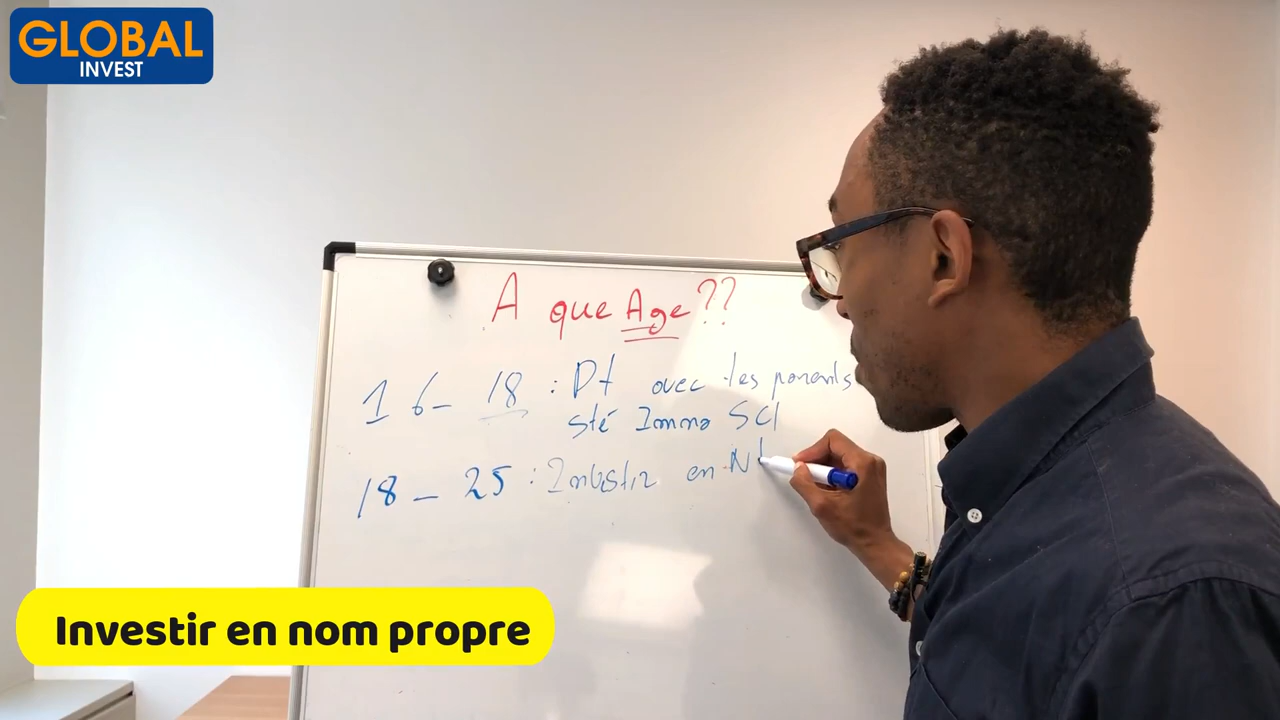 GLOBAL
INVEST
A que Age ??
16 - 18 : Pt avec les parents
sté Immo SCI
18 - 25 : Investir en N
Investir en nom propre